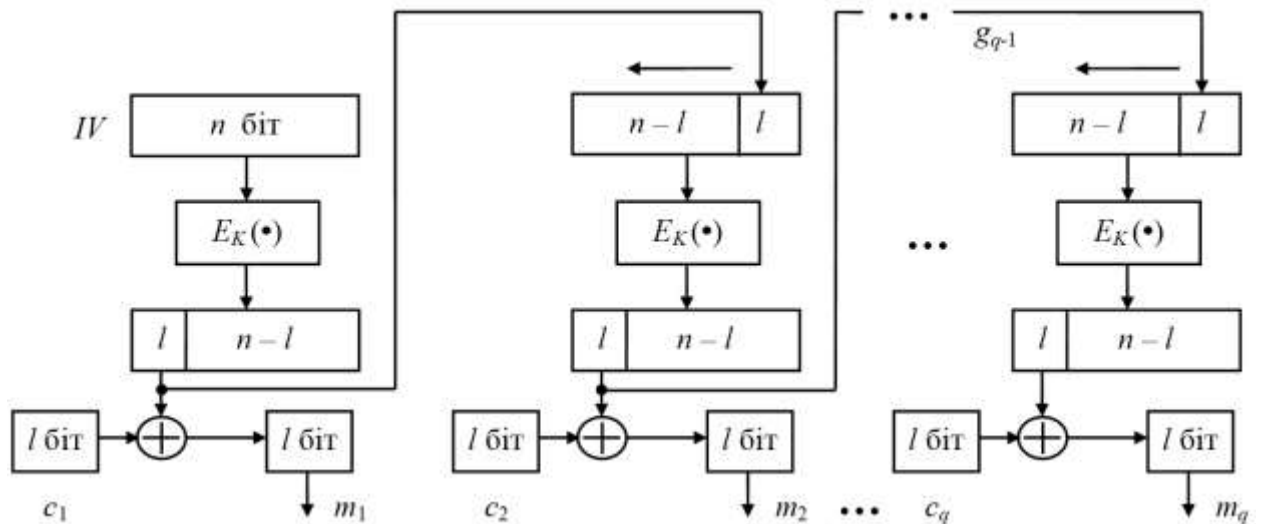 ... g_{q-1}
IV n біт n – l l n – l l
E_K(•) E_K(•) ... E_K(•)
l n – l l n – l l n – l
l біт l біт l біт l біт l біт l біт
c_1 m_1 c_2 m_2 ... c_q m_q